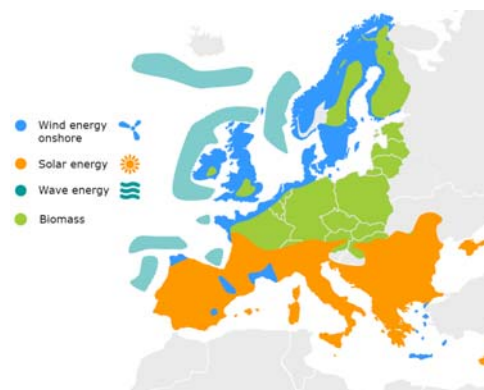 Wind energy
onshore
Solar energy
Wave energy
Biomass